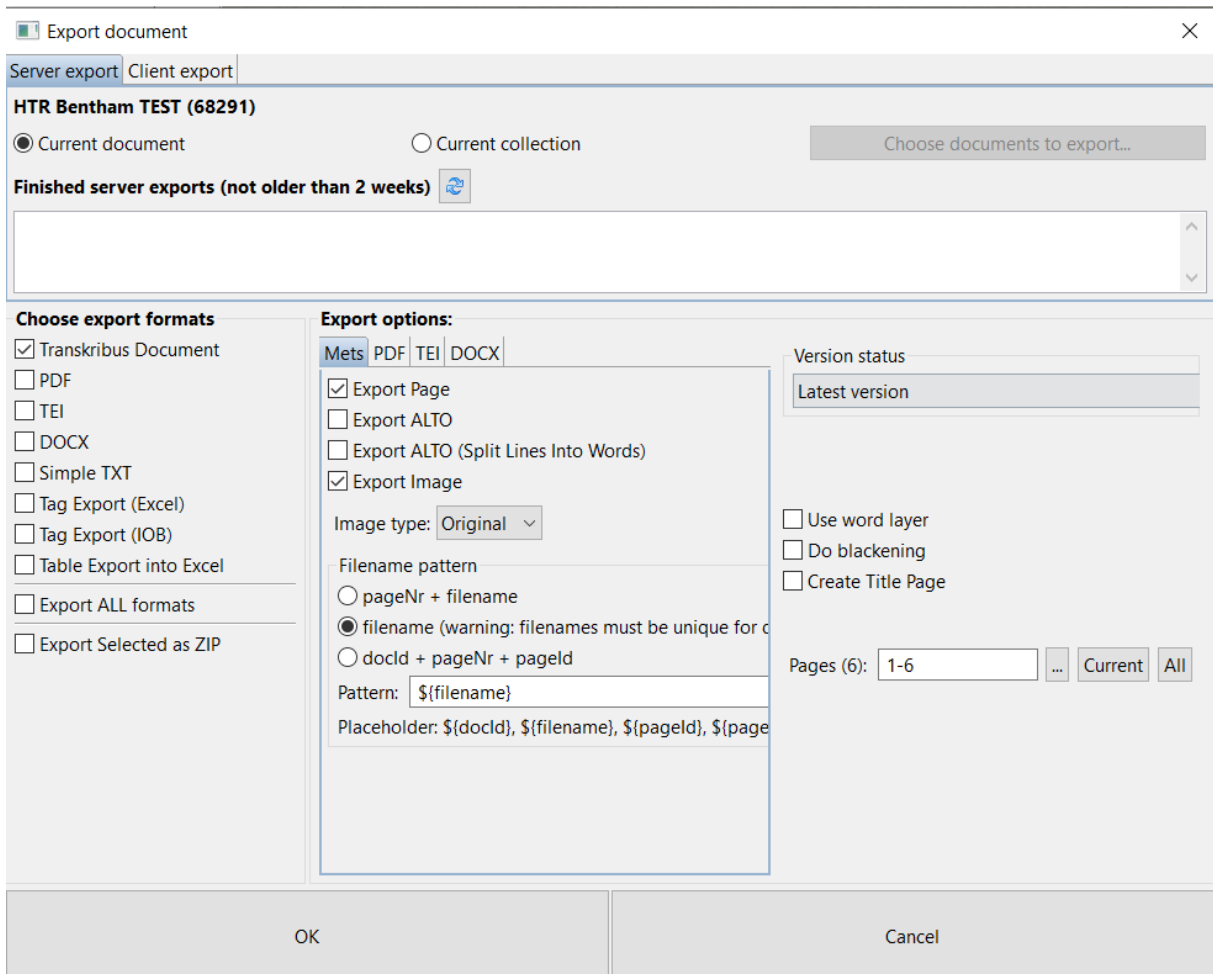 Export document
Server export Client export
HTR Bentham TEST (68291)
Current document Current collection Choose documents to export...
Finished server exports (not older than 2 weeks)
Choose export formats
Transkribus Document
PDF
TEI
DOCX
Simple TXT
Tag Export (Excel)
Tag Export (IOB)
Table Export into Excel
Export ALL formats
Export Selected as ZIP
Export options:
Mets PDF TEI DOCX
Export Page
Export ALTO
Export ALTO (Split Lines Into Words)
Export Image
Image type: Original
Filename pattern
pageNr + filename
filename (warning: filenames must be unique for
docId + pageNr + pageId
Pattern: ${filename}
Placeholder: ${docId}, ${filename}, ${pageId}, ${page
Version status
Latest version
Use word layer
Do blackening
Create Title Page
Pages (6): 1-6 ... Current All
OK Cancel